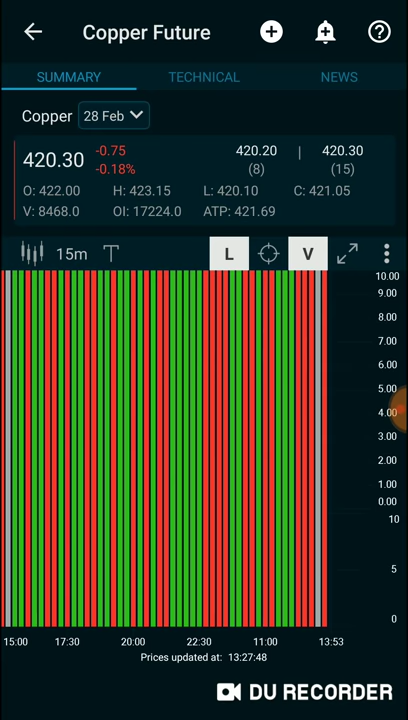 Copper Future
SUMMARY TECHNICAL NEWS
Copper 28 Feb
420.30 -0.75 420.20 | 420.30
-0.18% (8) (15)
O: 422.00 H: 423.15 L: 420.10 C: 421.05
V: 8468.0 OI: 17224.0 ATP: 421.69
15m L V
10.00
9.00
8.00
7.00
6.00
5.00
4.00
3.00
2.00
1.00
0.00
10
5
0
15:00 17:30 20:00 22:30 11:00 13:53
Prices updated at: 13:27:48
DU RECORDER